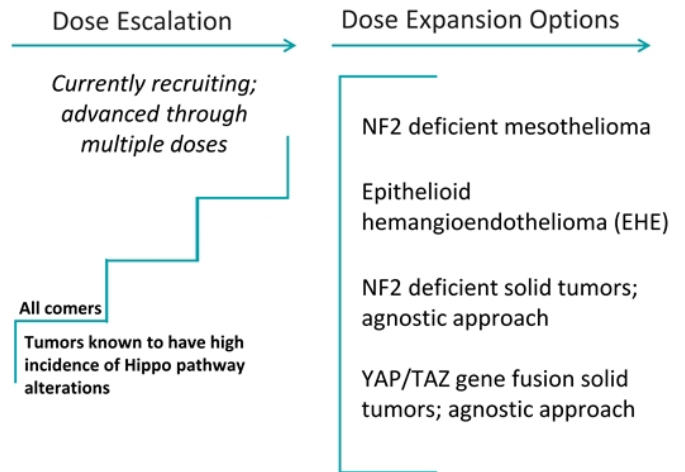 Dose Escalation
Currently recruiting;
advanced through
multiple doses
All comers
Tumors known to have high
incidence of Hippo pathway
alterations
Dose Expansion Options
NF2 deficient mesothelioma
Epithelioid
hemangioendothelioma (EHE)
NF2 deficient solid tumors;
agnostic approach
YAP/TAZ gene fusion solid
tumors; agnostic approach